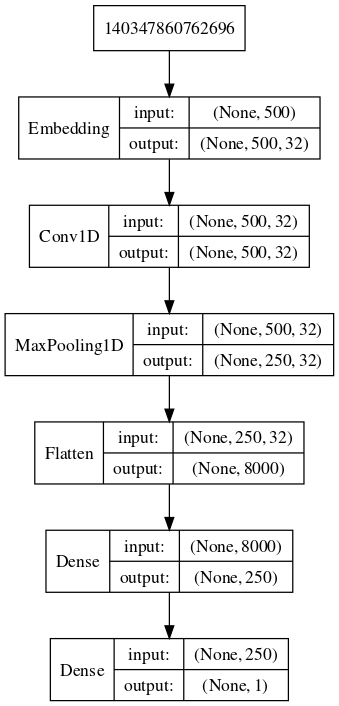 140347860762696
Embedding
input: (None, 500)
output: (None, 500, 32)
Conv1D
input: (None, 500, 32)
output: (None, 500, 32)
MaxPooling1D
input: (None, 500, 32)
output: (None, 250, 32)
Flatten
input: (None, 250, 32)
output: (None, 8000)
Dense
input: (None, 8000)
output: (None, 250)
Dense
input: (None, 250)
output: (None, 1)